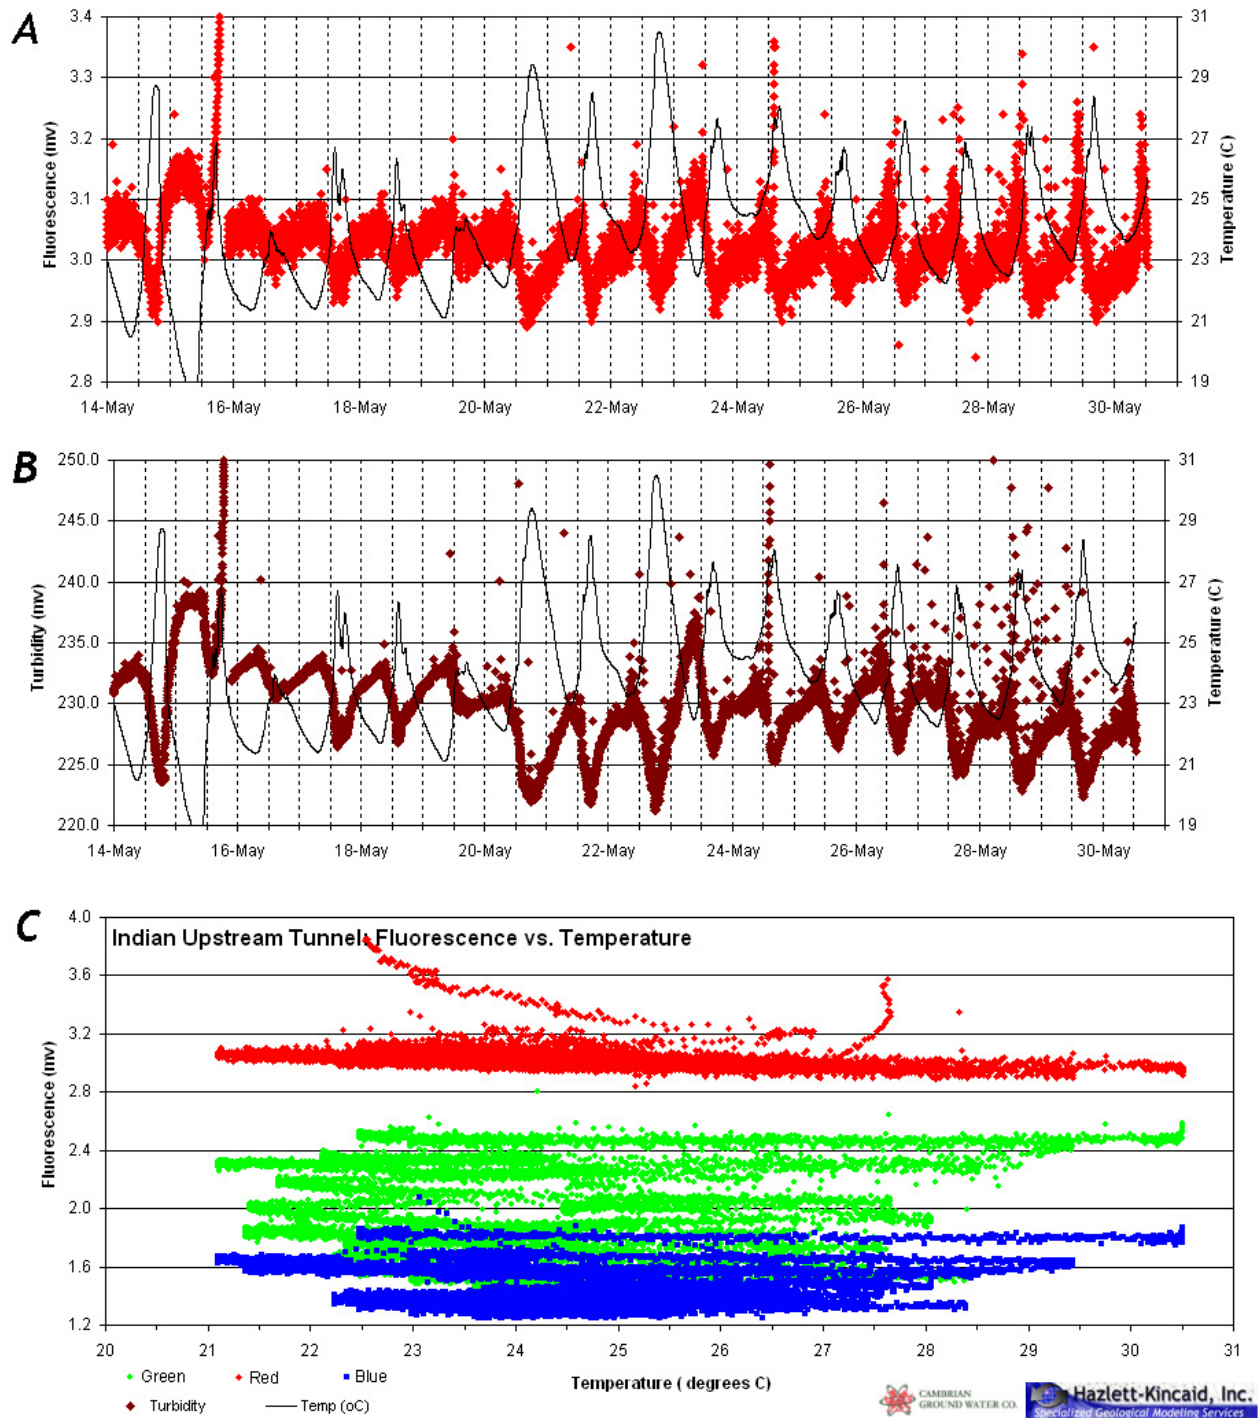 A
3.4
3.3
3.2
3.1
3.0
2.9
2.8
Fluorescence (mv)
31
29
27
25
23
21
19
Temperature (C)
14-May 16-May 18-May 20-May 22-May 24-May 26-May 28-May 30-May
B
250.0
245.0
240.0
235.0
230.0
225.0
220.0
Turbidity (mv)
31
29
27
25
23
21
19
Temperature (C)
14-May 16-May 18-May 20-May 22-May 24-May 26-May 28-May 30-May
C
Indian Upstream Tunnel: Fluorescence vs. Temperature
4.0
3.6
3.2
2.8
2.4
2.0
1.6
1.2
Fluorescence (mv)
20 21 22 23 24 25 26 27 28 29 30 31
Temperature ( degrees C)
Green Red Blue
Turbidity Temp (oC)
CAMBRIAN
GROUND WATER CO.
Hazlett-Kincaid, Inc.
Specialized Geological Modeling Services